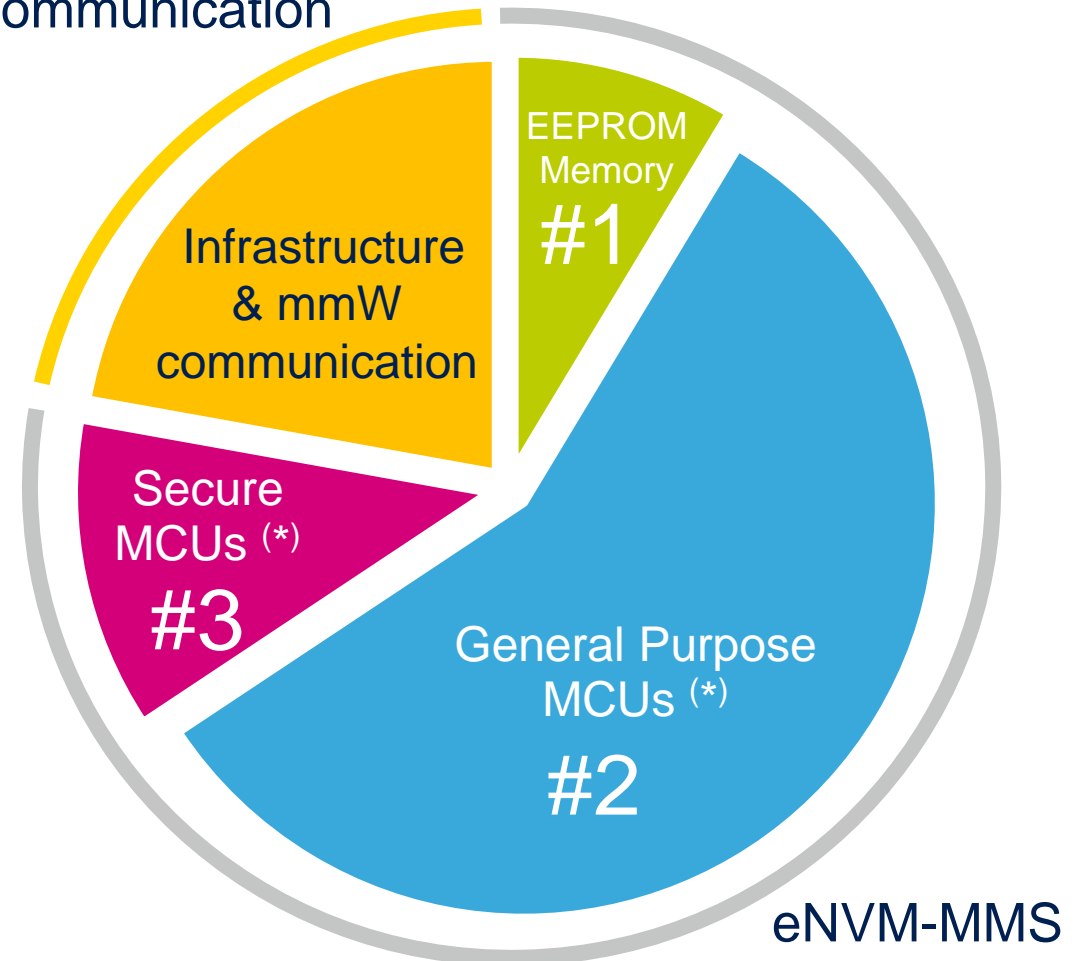 ommunication
EEPROM
Memory
#1
Infrastructure
& mmW
communication
Secure
MCUs (*)
#3
General Purpose
MCUs (*)
#2
eNVM-MMS